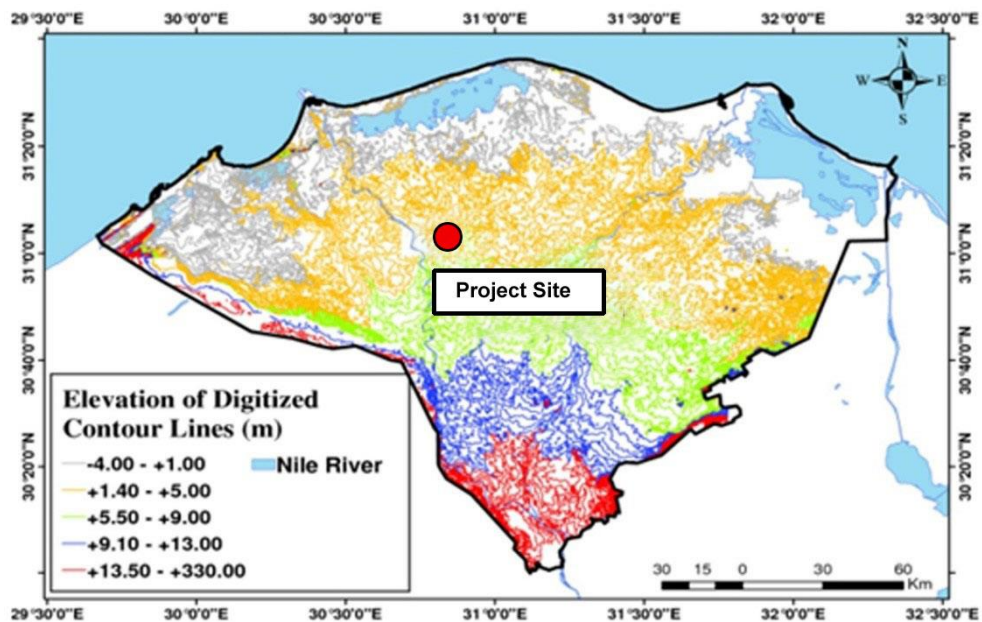 29°30'0"E 30°0'0"E 30°30'0"E 31°0'0"E 31°30'0"E 32°0'0"E 32°30'0"E
N
W E
S
31°20'0"N
31°20'0"N
31°0'0"N
31°0'0"N
Project Site
30°40'0"N
30°40'0"N
Elevation of Digitized
Contour Lines (m)
-4.00 - +1.00 Nile River
+1.40 - +5.00
+5.50 - +9.00
+9.10 - +13.00
+13.50 - +330.00
30°20'0"N
30°20'0"N
30 15 0 30 60
Km
29°30'0"E 30°0'0"E 30°30'0"E 31°0'0"E 31°30'0"E 32°0'0"E 32°30'0"E